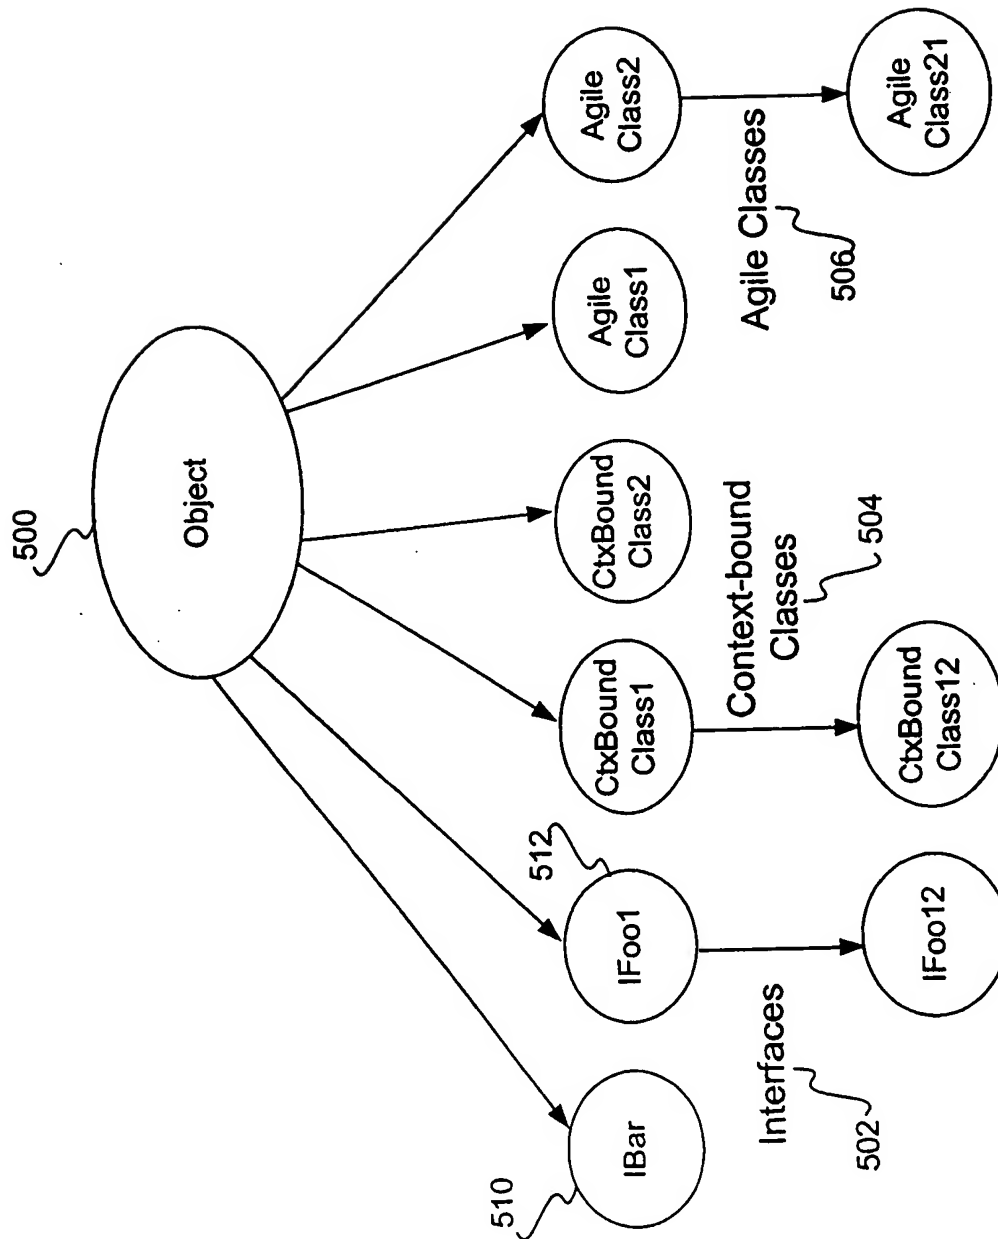 500
Object
IBar
510
IFoo1
512
CtxBound
Class1
CtxBound
Class2
Agile
Class1
Agile
Class2
Interfaces
502
Context-bound
Classes
504
Agile Classes
506
IFoo12
CtxBound
Class12
Agile
Class21